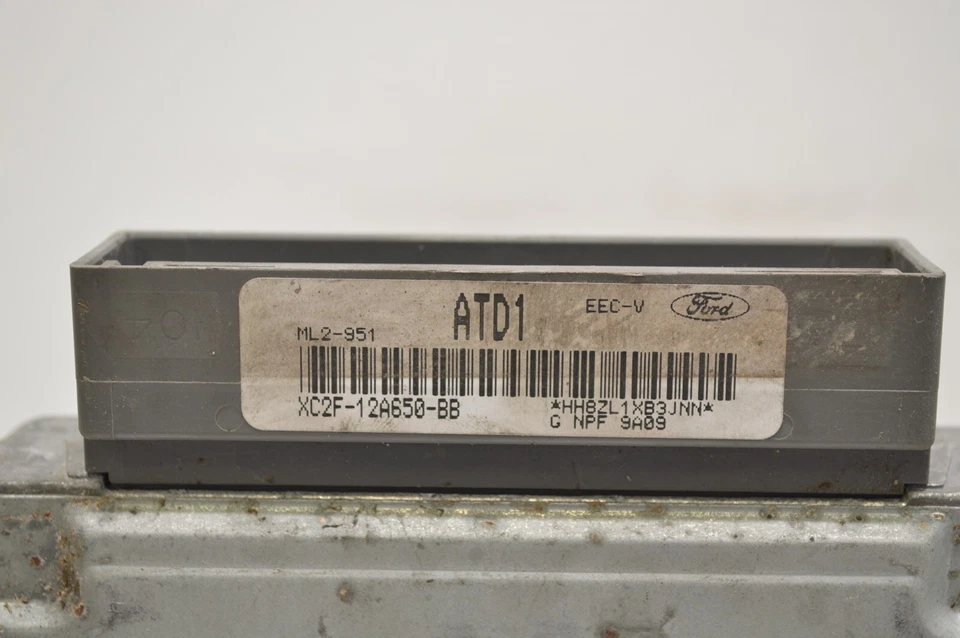 ATD1
EEC-V
Ford
ML2-951
XC2F-12A650-BB
*HH8ZL1XB3JNN*
G NPF 9A09